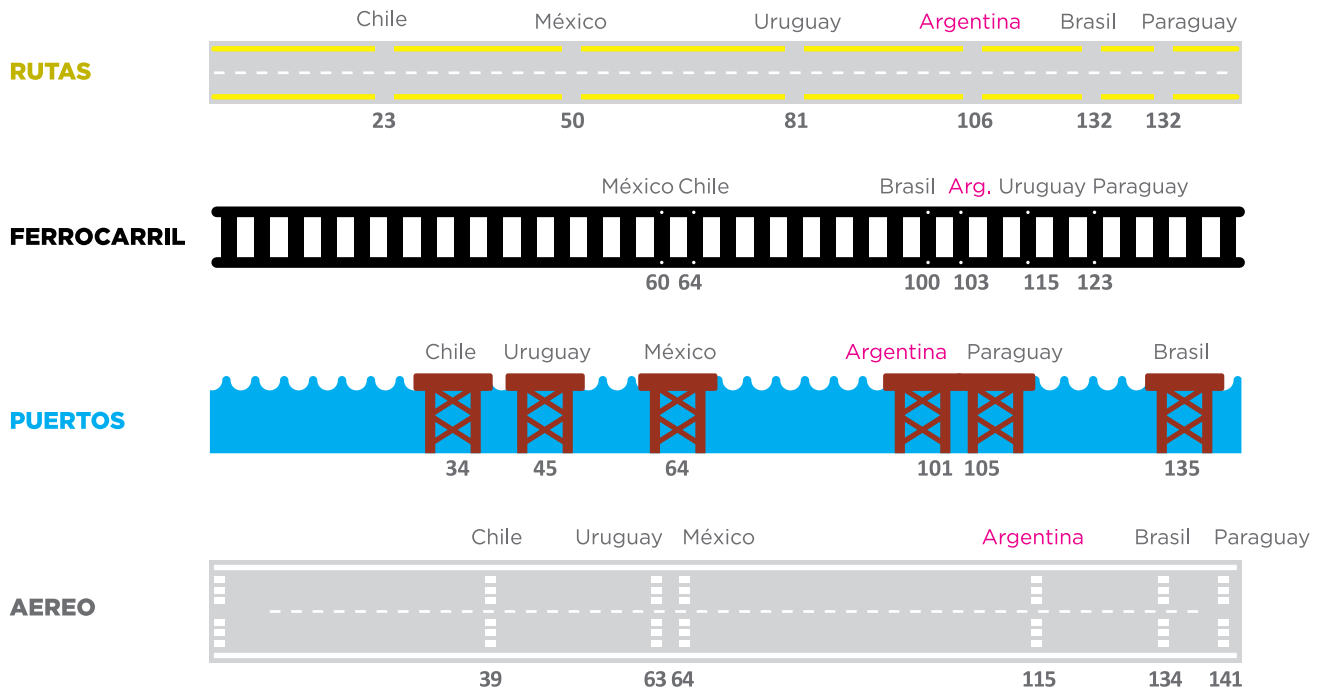 Chile México Uruguay Argentina Brasil Paraguay
RUTAS
23 50 81 106 132 132
México Chile Brasil Arg. Uruguay Paraguay
FERROCARRIL
60 64 100 103 115 123
Chile Uruguay México Argentina Paraguay Brasil
PUERTOS
34 45 64 101 105 135
Chile Uruguay México Argentina Brasil Paraguay
AEREO
39 63 64 115 134 141